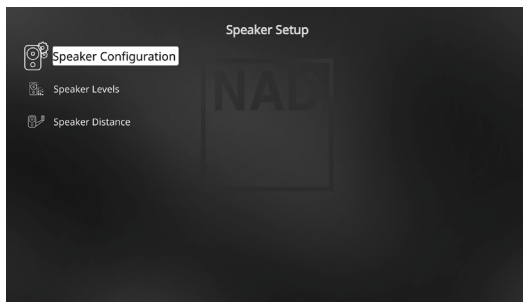 Speaker Setup
Speaker Configuration
NAD
Speaker Levels
Speaker Distance